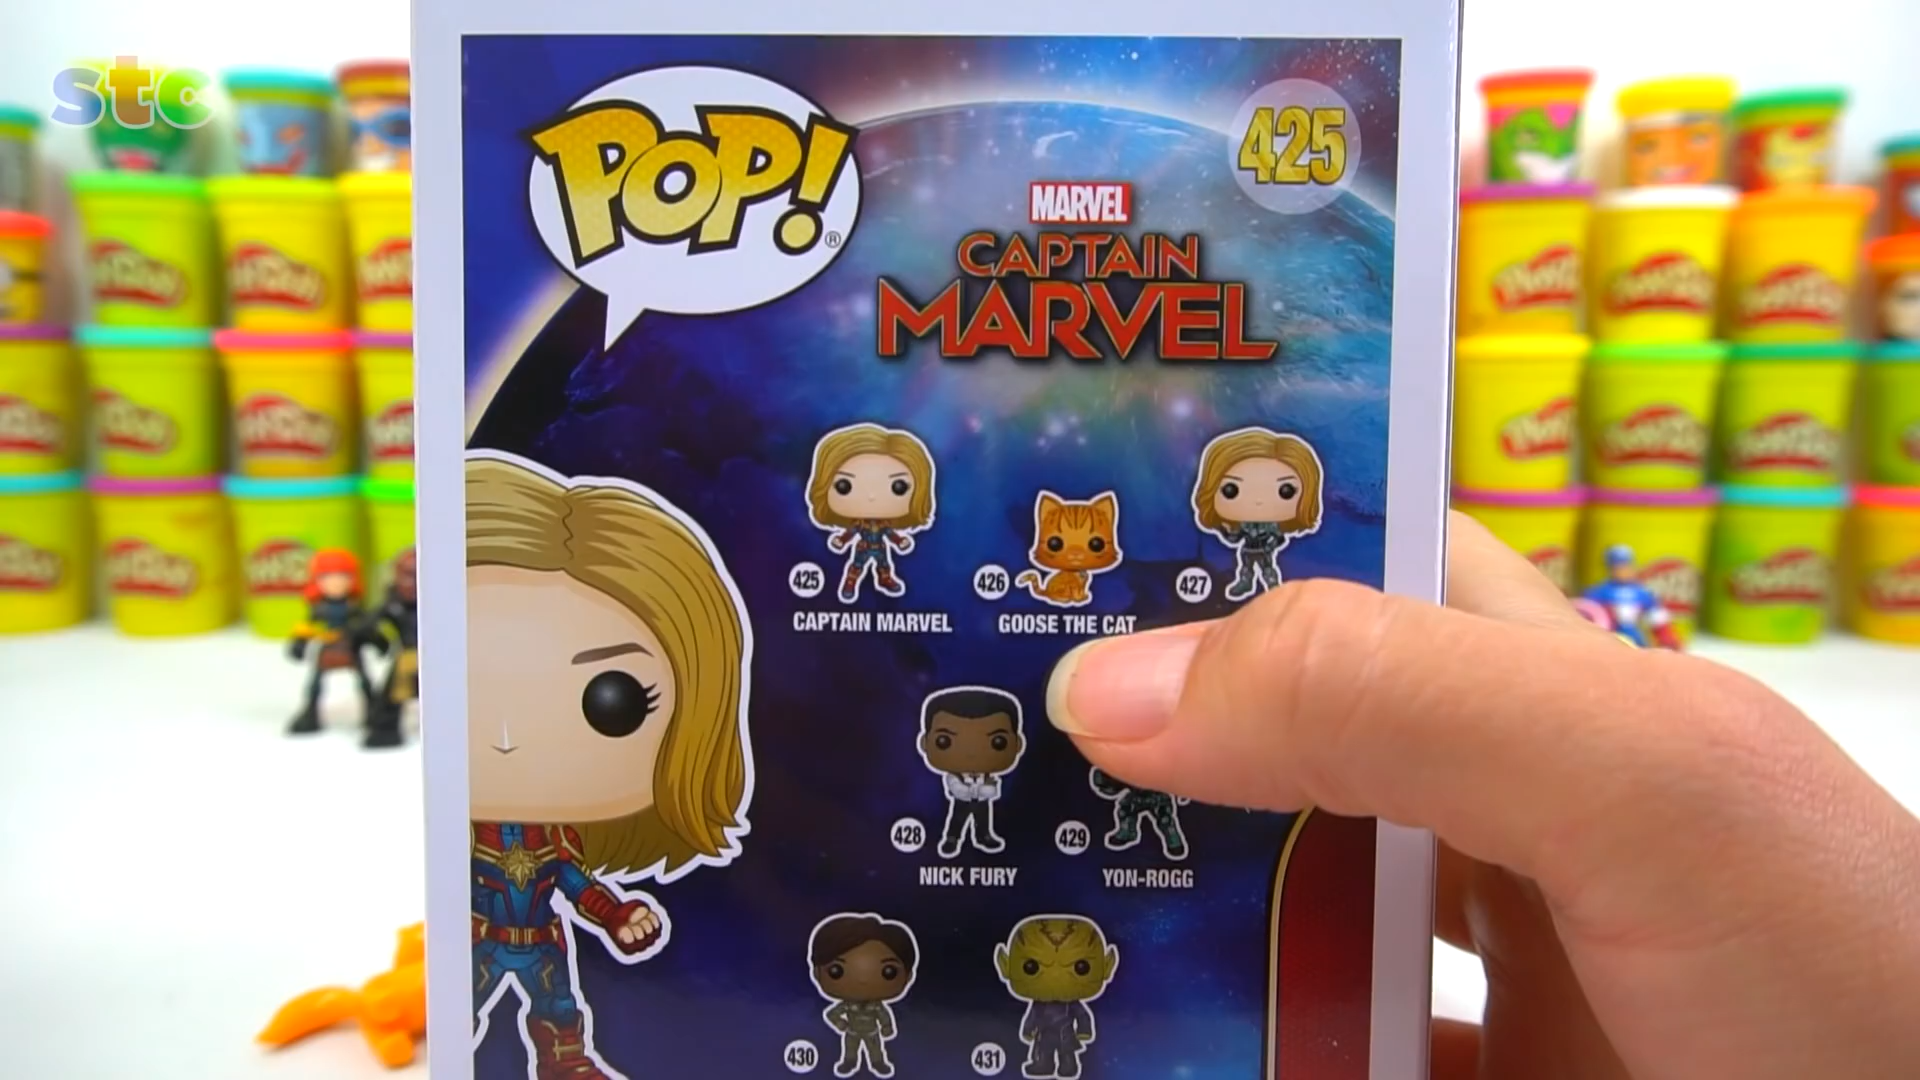 stc
POP!®
425
MARVEL
CAPTAIN
MARVEL
425
426
427
CAPTAIN MARVEL
GOOSE THE CAT
428
429
NICK FURY
YON-ROGG
430
431